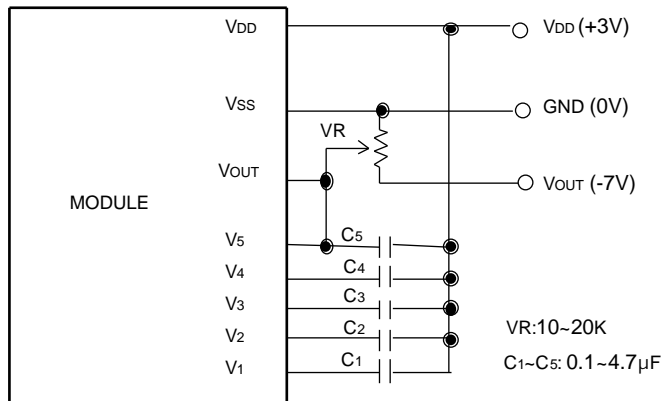 VDD
VDD (+3V)
VSS
GND (0V)
VR
VOUT
VOUT (-7V)
MODULE
V5
C5
V4
C4
V3
C3
V2
C2
VR:10~20K
V1
C1
C1~C5: 0.1~4.7µF